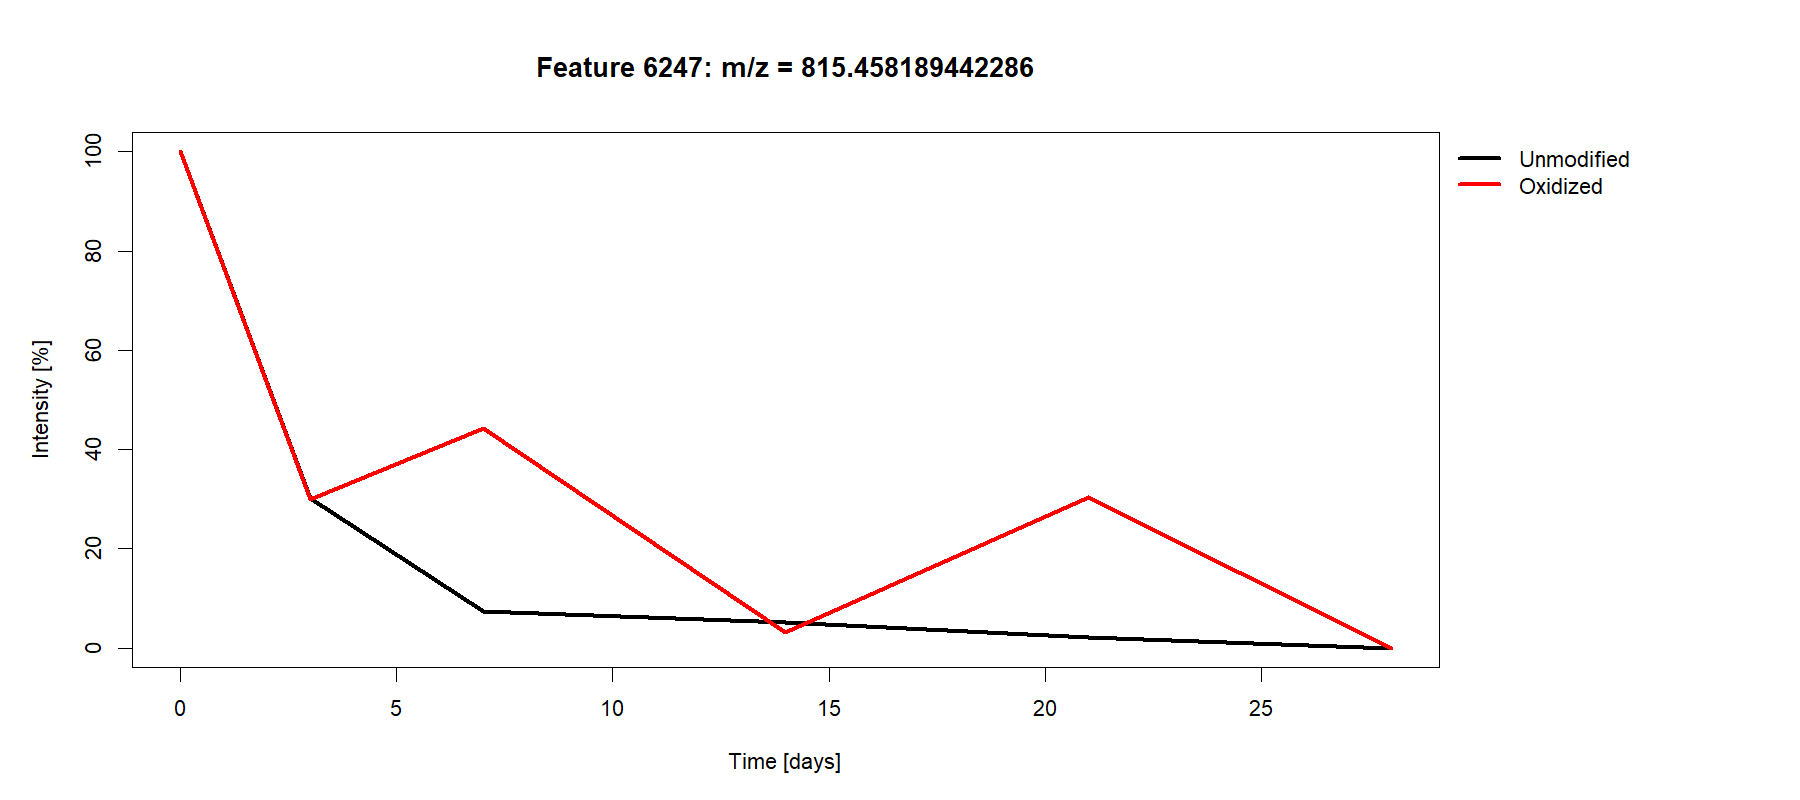 Feature 6247: m/z = 815.458189442286
Unmodified
Oxidized
Intensity [%]
100
80
60
40
20
0
0 5 10 15 20 25
Time [days]